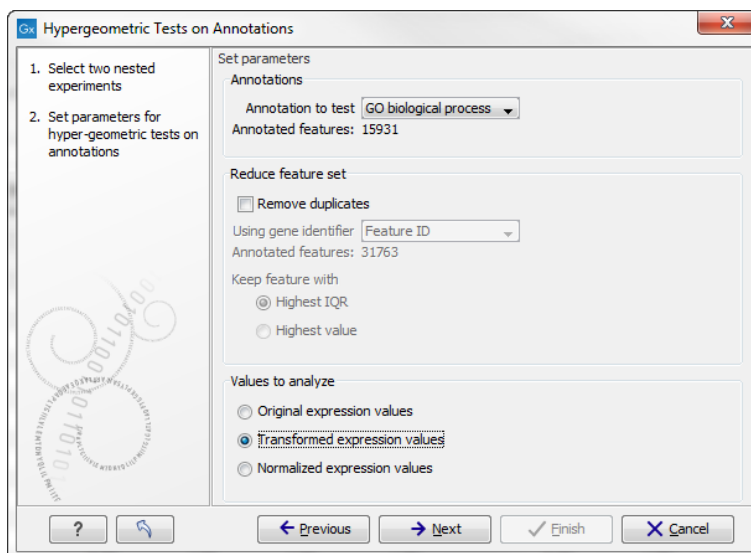 Gx Hypergeometric Tests on Annotations
1. Select two nested
experiments
2. Set parameters for
hyper-geometric tests on
annotations
Set parameters
Annotations
Annotation to test GO biological process
Annotated features: 15931
Reduce feature set
Remove duplicates
Using gene identifier Feature ID
Annotated features: 31763
Keep feature with
Highest IQR
Highest value
Values to analyze
Original expression values
Transformed expression values
Normalized expression values
? Previous Next Finish Cancel